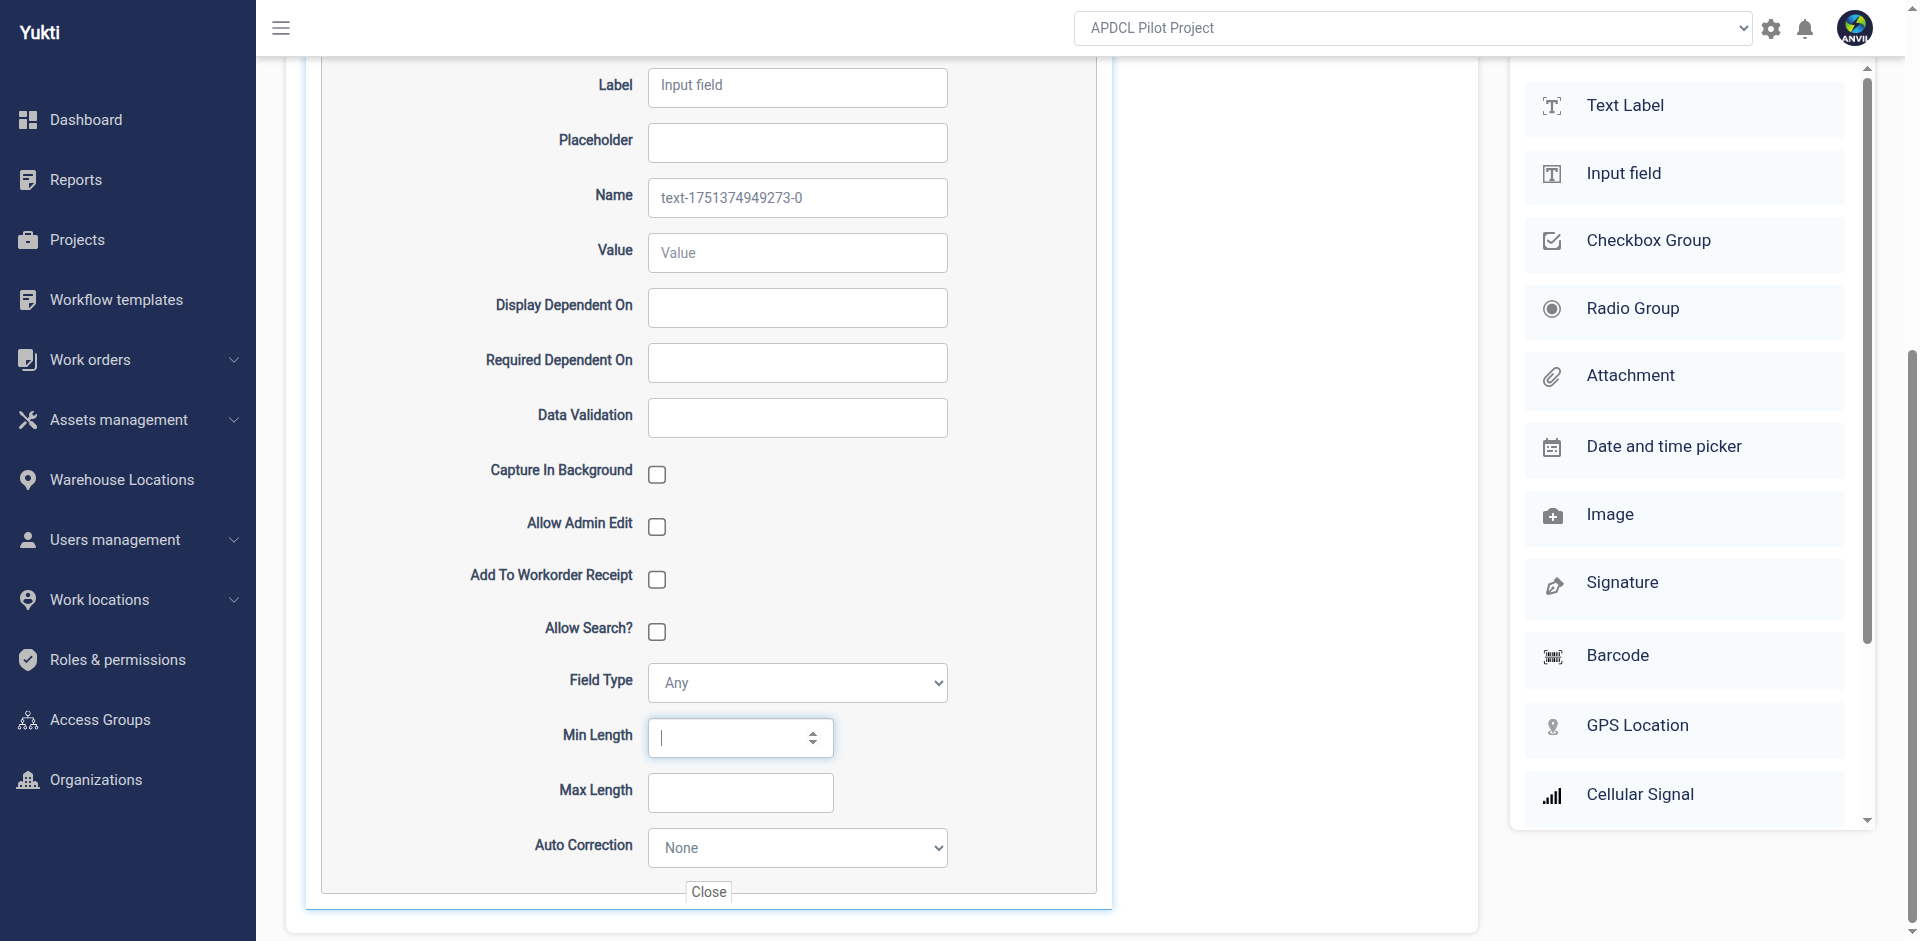 Yukti
APDCL Pilot Project
ANVIL
Dashboard
Reports
Projects
Workflow templates
Work orders
Assets management
Warehouse Locations
Users management
Work locations
Roles & permissions
Access Groups
Organizations
Label
Input field
Placeholder
Name
text-1751374949273-0
Value
Value
Display Dependent On
Required Dependent On
Data Validation
Capture In Background
Allow Admin Edit
Add To Workorder Receipt
Allow Search?
Field Type
Any
Min Length
Max Length
Auto Correction
None
Close
Text Label
Input field
Checkbox Group
Radio Group
Attachment
Date and time picker
Image
Signature
Barcode
GPS Location
Cellular Signal